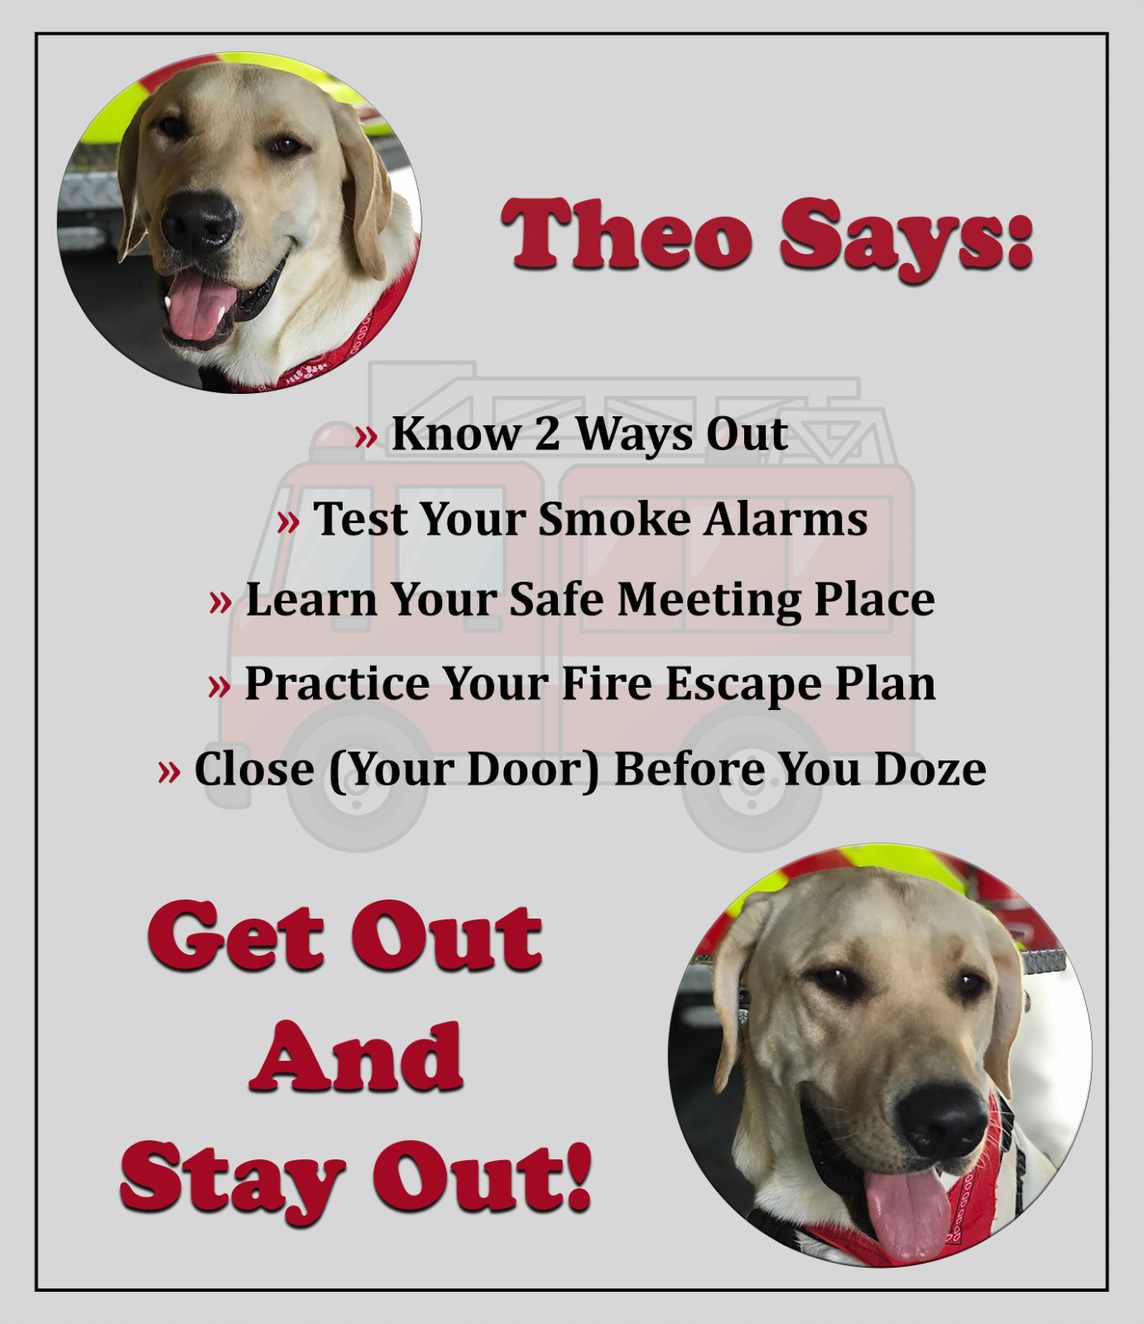 Theo Says:
» Know 2 Ways Out
» Test Your Smoke Alarms
» Learn Your Safe Meeting Place
» Practice Your Fire Escape Plan
» Close (Your Door) Before You Doze
Get Out
And
Stay Out!